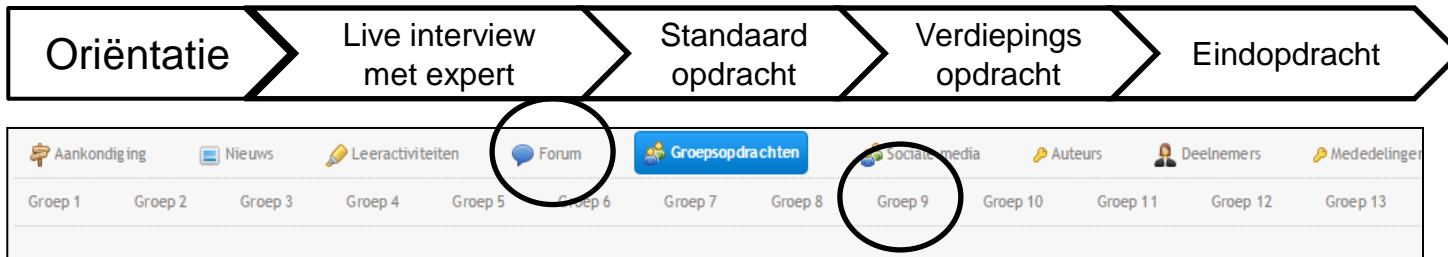 Oriëntatie
Live interview
met expert
Standaard
opdracht
Verdiepings
opdracht
Eindopdracht
Aankondiging Nieuws Leeractiviteiten Forum Groepsopdrachten Sociale media Auteurs Deelnemers Mededelingen
Groep 1 Groep 2 Groep 3 Groep 4 Groep 5 Groep 6 Groep 7 Groep 8 Groep 9 Groep 10 Groep 11 Groep 12 Groep 13